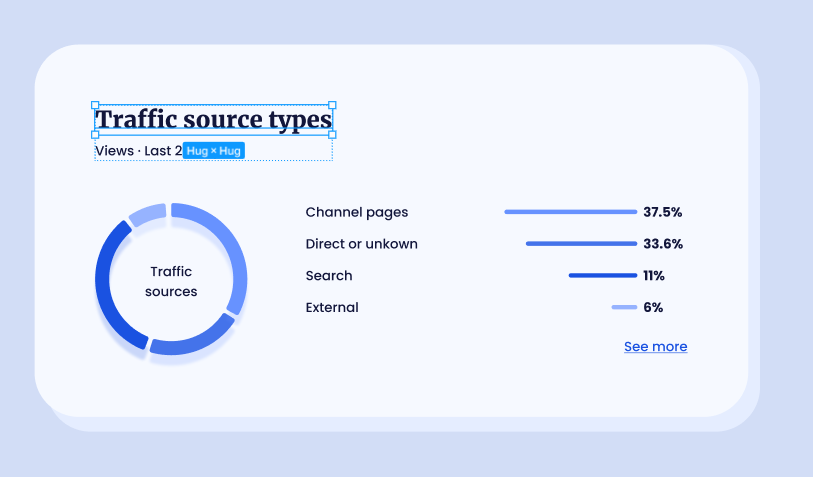 Traffic source types
Views · Last 2
Hug × Hug
Traffic
sources
Channel pages 37.5%
Direct or unkown 33.6%
Search 11%
External 6%
See more